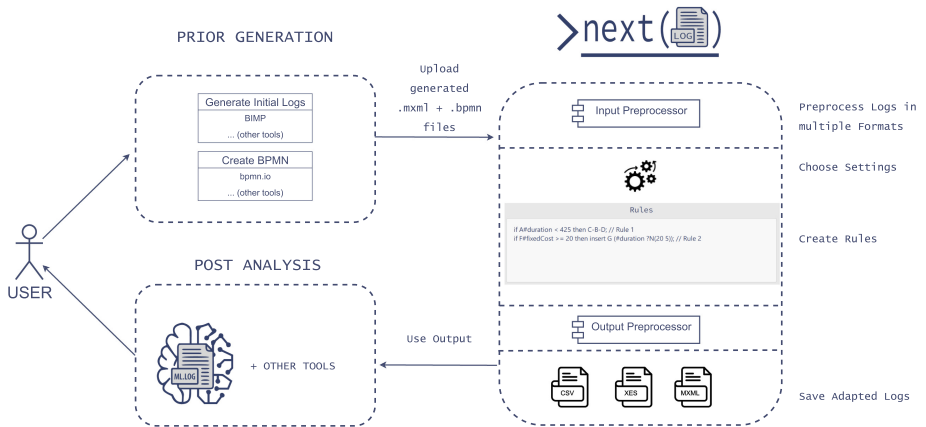 PRIOR GENERATION
>next(LOG)
Generate Initial Logs
BIMP
... (other tools)
Create BPMN
bpmn.io
... (other tools)
Upload
generated
.mxml + .bpmn
files
Input Preprocessor
Preprocess Logs in
multiple Formats
Choose Settings
Rules
if A#duration < 425 then C-B-D; // Rule 1
if F#fixedCost >= 20 then insert G (#duration ?N(20 5)); // Rule 2
Create Rules
USER
POST ANALYSIS
ML.LOG
+ OTHER TOOLS
Use Output
Output Preprocessor
CSV
XES
MXML
Save Adapted Logs